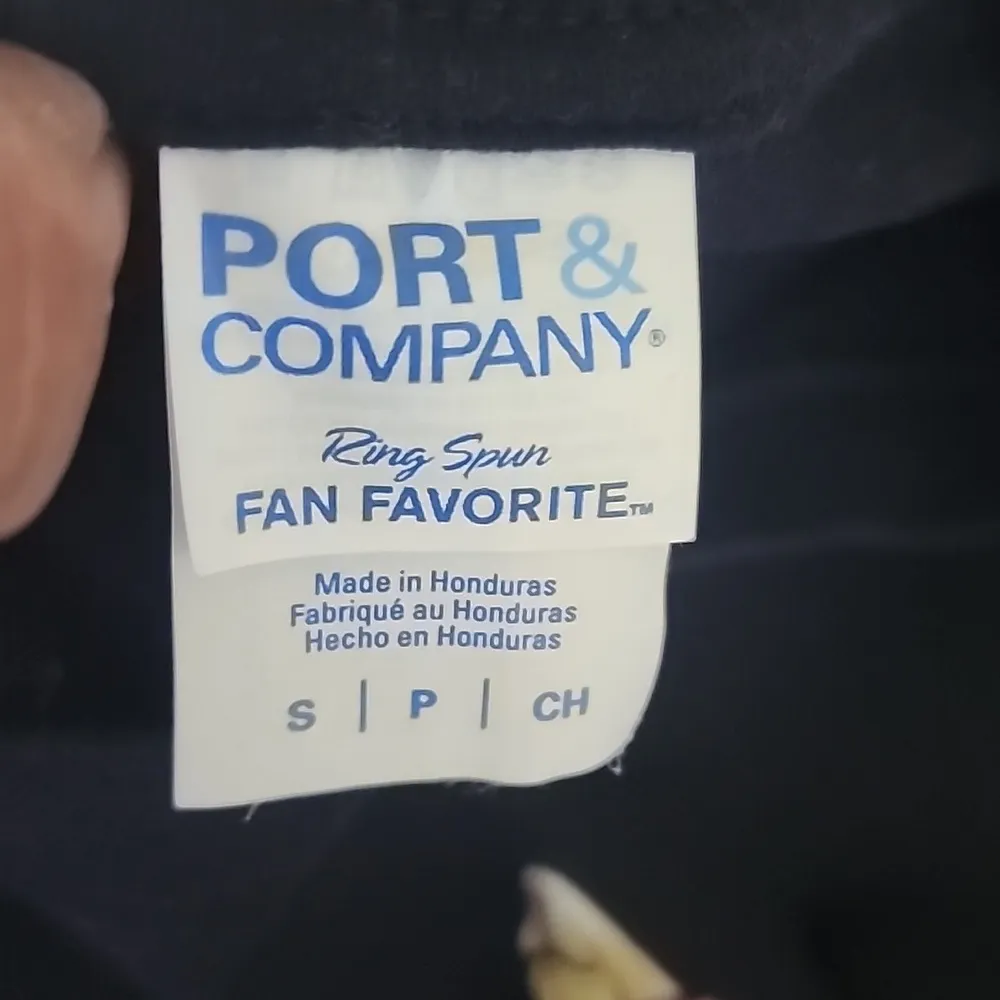 PORT &
COMPANY®
Ring Spun
FAN FAVORITE™
Made in Honduras
Fabriqué au Honduras
Hecho en Honduras
S | P | CH